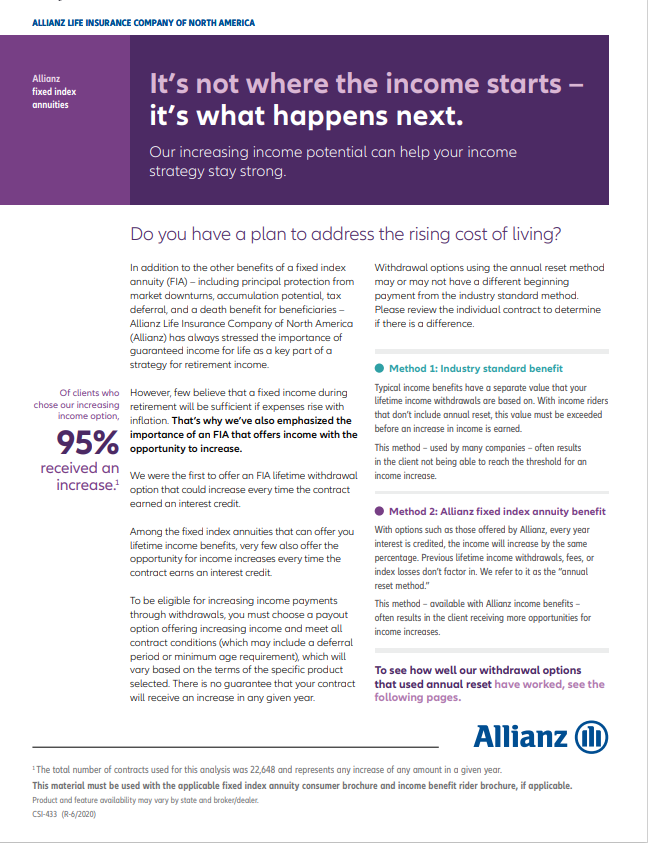 ALLIANZ LIFE INSURANCE COMPANY OF NORTH AMERICA
Allianz
fixed index
annuities
It's not where the income starts –
it's what happens next.
Our increasing income potential can help your income
strategy stay strong.
Do you have a plan to address the rising cost of living?
In addition to the other benefits of a fixed index
annuity (FIA) – including principal protection from
market downturns, accumulation potential, tax
deferral, and a death benefit for beneficiaries –
Allianz Life Insurance Company of North America
(Allianz) has always stressed the importance of
guaranteed income for life as a key part of a
strategy for retirement income.
Of clients who
chose our increasing
income option,
95%
received an
increase.¹
However, few believe that a fixed income during
retirement will be sufficient if expenses rise with
inflation. That's why we've also emphasized the
importance of an FIA that offers income with the
opportunity to increase.
We were the first to offer an FIA lifetime withdrawal
option that could increase every time the contract
earned an interest credit.
Among the fixed index annuities that can offer you
lifetime income benefits, very few also offer the
opportunity for income increases every time the
contract earns an interest credit.
To be eligible for increasing income payments
through withdrawals, you must choose a payout
option offering increasing income and meet all
contract conditions (which may include a deferral
period or minimum age requirement), which will
vary based on the terms of the specific product
selected. There is no guarantee that your contract
will receive an increase in any given year.
Withdrawal options using the annual reset method
may or may not have a different beginning
payment from the industry standard method.
Please review the individual contract to determine
if there is a difference.
Method 1: Industry standard benefit
Typical income benefits have a separate value that your
lifetime income withdrawals are based on. With income riders
that don't include annual reset, this value must be exceeded
before an increase in income is earned.
This method – used by many companies – often results
in the client not being able to reach the threshold for an
income increase.
Method 2: Allianz fixed index annuity benefit
With options such as those offered by Allianz, every year
interest is credited, the income will increase by the same
percentage. Previous lifetime income withdrawals, fees, or
index losses don't factor in. We refer to it as the "annual
reset method."
This method – available with Allianz income benefits –
often results in the client receiving more opportunities for
income increases.
To see how well our withdrawal options
that used annual reset have worked, see the
following pages.
Allianz
¹ The total number of contracts used for this analysis was 22,648 and represents any increase of any amount in a given year.
This material must be used with the applicable fixed index annuity consumer brochure and income benefit rider brochure, if applicable.
Product and feature availability may vary by state and broker/dealer.
CSI-433 (R-6/2020)